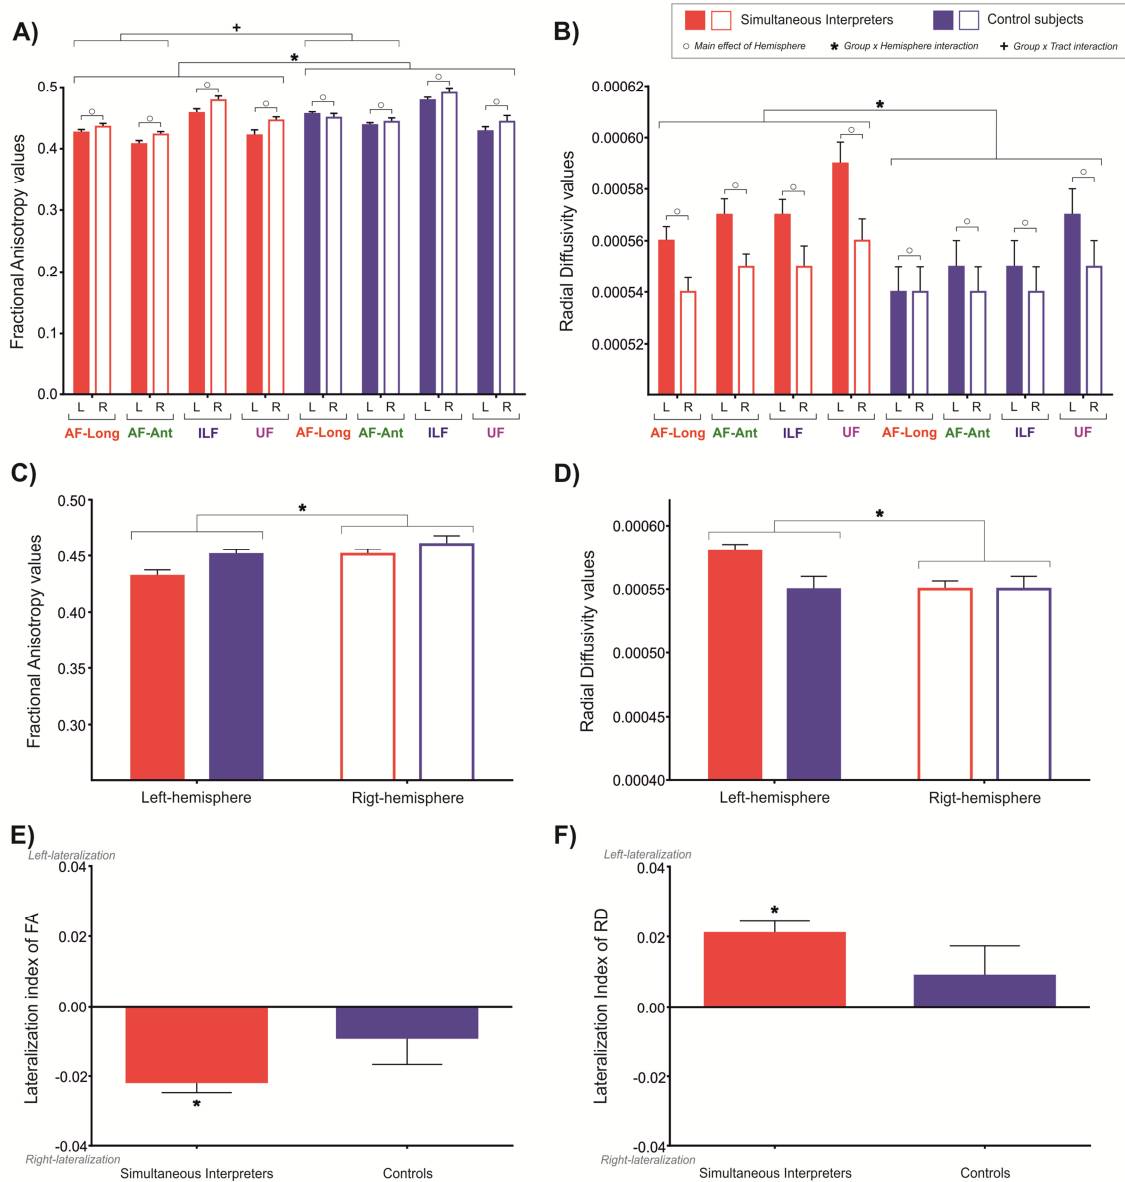 Simultaneous Interpreters
Control subjects
○ Main effect of Hemisphere
* Group x Hemisphere interaction
+ Group x Tract interaction
A)
+
*
Fractional Anisotropy values
0.5
0.4
0.3
0.2
0.1
0.0
L R L R L R L R L R L R L R L R
AF-Long AF-Ant ILF UF AF-Long AF-Ant ILF UF
B)
*
Radial Diffusivity values
0.00062
0.00060
0.00058
0.00056
0.00054
0.00052
L R L R L R L R L R L R L R L R
AF-Long AF-Ant ILF UF AF-Long AF-Ant ILF UF
C)
*
Fractional Anisotropy values
0.50
0.45
0.40
0.35
0.30
Left-hemisphere
Rigt-hemisphere
D)
*
Radial Diffusivity values
0.00060
0.00055
0.00050
0.00045
0.00040
Left-hemisphere
Rigt-hemisphere
E)
Left-lateralization
Lateralization index of FA
0.04
0.02
0.00
-0.02
-0.04
*
Right-lateralization
Simultaneous Interpreters
Controls
F)
Left-lateralization
Lateralization Index of RD
0.04
0.02
0.00
-0.02
-0.04
*
Right-lateralization
Simultaneous Interpreters
Controls